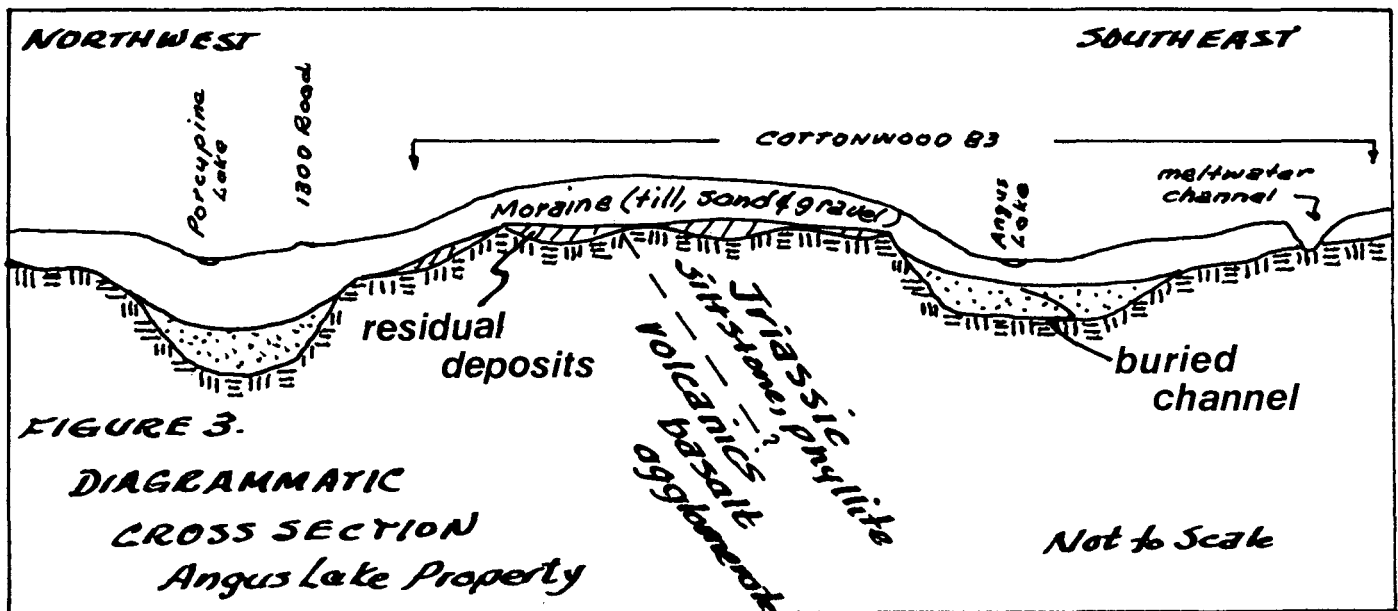 NORTHWEST
SOUTHEAST
Porcupine
Lake
1300 Road
COTTONWOOD 83
meltwater
channel
Moraine (till, sand & gravel)
Angus
Lake
residual
deposits
Triassic
siltstone, phyllite
?
volcanics
basalt
agglomerate
buried
channel
FIGURE 3.
DIAGRAMMATIC
CROSS SECTION
Angus Lake Property
Not to Scale